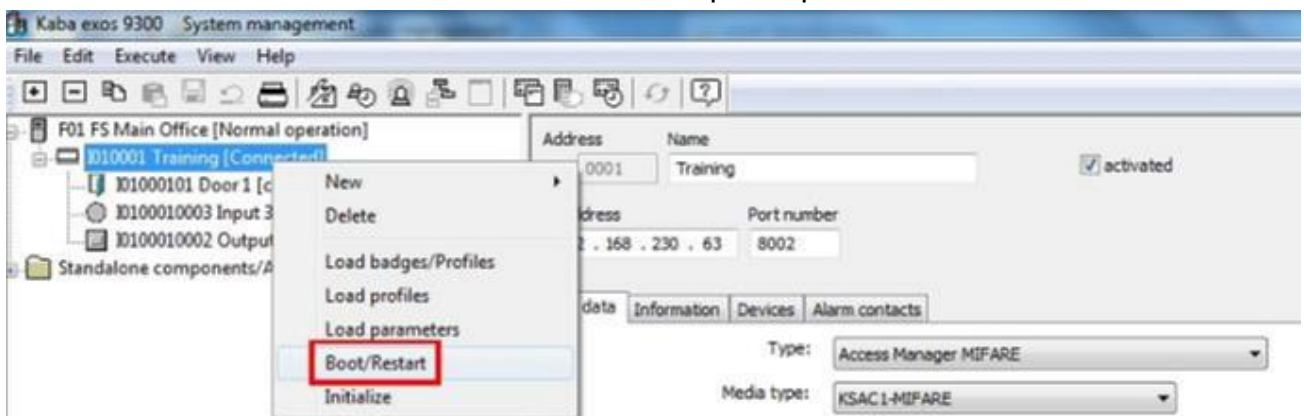 Kaba exos 9300 System management
File Edit Execute View Help
F01 FS Main Office [Normal operation]
I010001 Training [Connected]
I01000101 Door 1 [c
I0100010003 Input 3
I0100010002 Output
Standalone components/A
New
Delete
Load badges/Profiles
Load profiles
Load parameters
Boot/Restart
Initialize
Address Name
.0001 Training
activated
dress Port number
. 168 . 230 . 63 8002
data Information Devices Alarm contacts
Type: Access Manager MIFARE
Media type: KSAC1-MIFARE